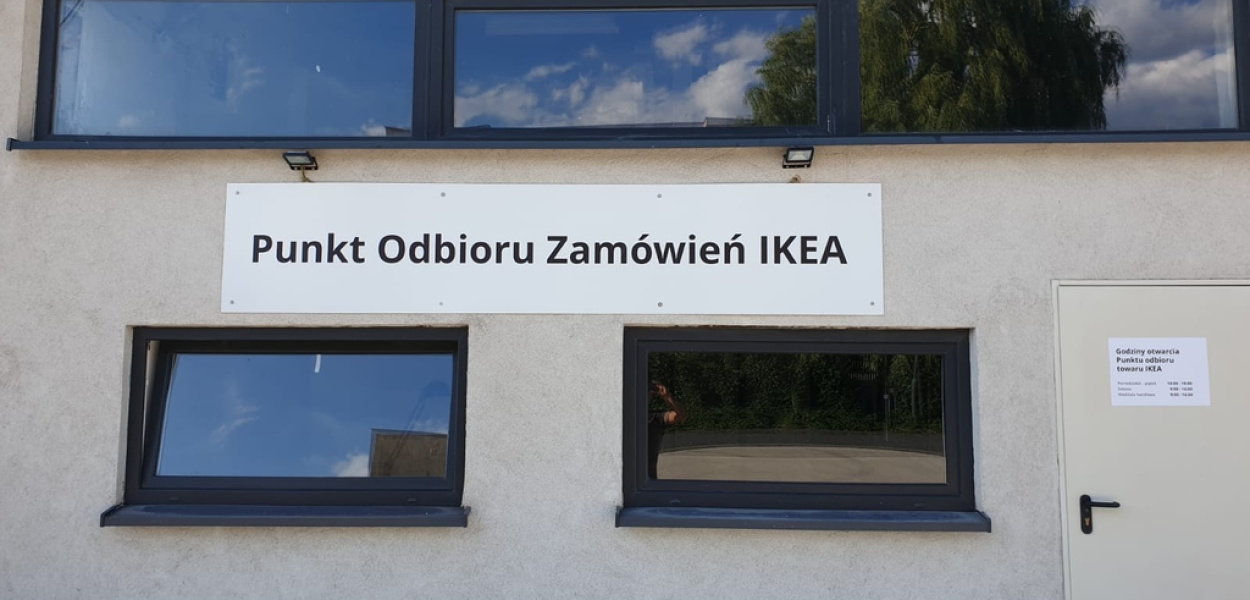 Punkt Odbioru Zamówień IKEA
Godziny otwarcia
Punktu odbioru
towaru IKEA